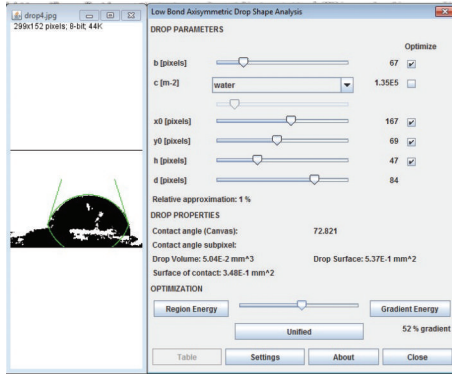 drop4.jpg
299x152 pixels; 8-bit; 44K
Low Bond Axisymmetric Drop Shape Analysis
DROP PARAMETERS
Optimize
b [pixels] 67
c [m-2] water 1.35E5
x0 [pixels] 167
y0 [pixels] 69
h [pixels] 47
d [pixels] 84
Relative approximation: 1 %
DROP PROPERTIES
Contact angle (Canvas): 72.821
Contact angle subpixel:
Drop Volume: 5.04E-2 mm^3 Drop Surface: 5.37E-1 mm^2
Surface of contact: 3.48E-1 mm^2
OPTIMIZATION
Region Energy Gradient Energy
Unified 52 % gradient
Table Settings About Close